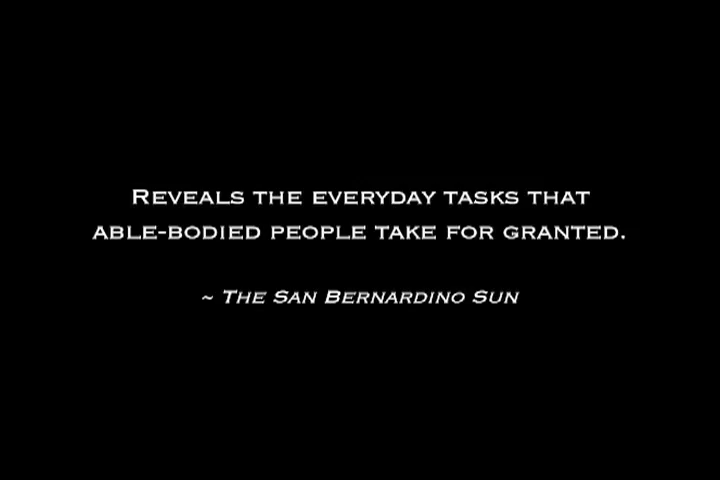 Reveals the everyday tasks that
able-bodied people take for granted.
~ The San Bernardino Sun